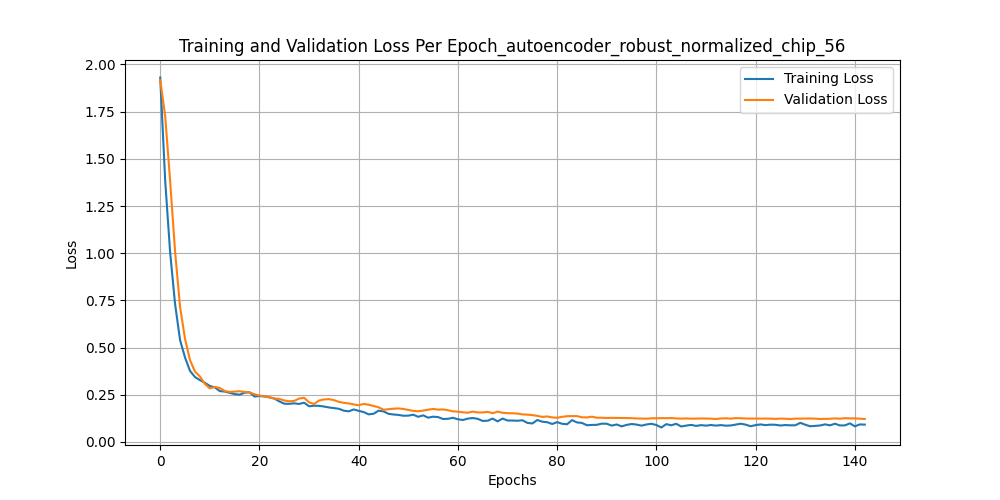 Training and Validation Loss Per Epoch_autoencoder_robust_normalized_chip_56
Training Loss
Validation Loss
2.00
1.75
1.50
1.25
1.00
0.75
0.50
0.25
0.00
Loss
0 20 40 60 80 100 120 140
Epochs